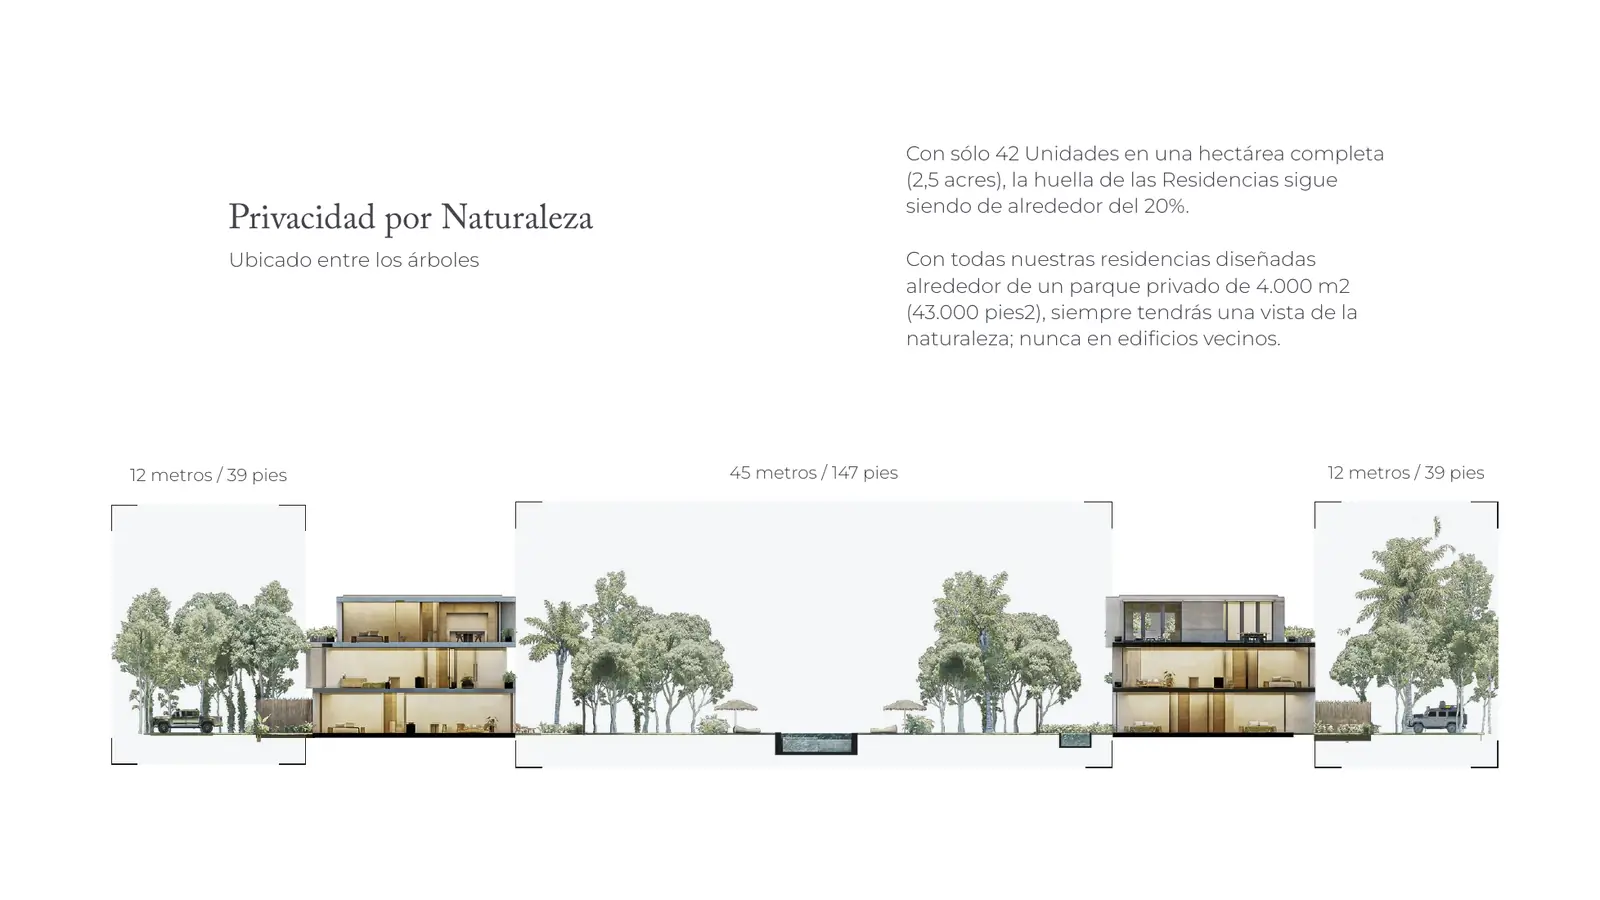 Privacidad por Naturaleza
Ubicado entre los árboles
Con sólo 42 Unidades en una hectárea completa
(2,5 acres), la huella de las Residencias sigue
siendo de alrededor del 20%.
Con todas nuestras residencias diseñadas
alrededor de un parque privado de 4.000 m2
(43.000 pies2), siempre tendrás una vista de la
naturaleza; nunca en edificios vecinos.
12 metros / 39 pies
45 metros / 147 pies
12 metros / 39 pies